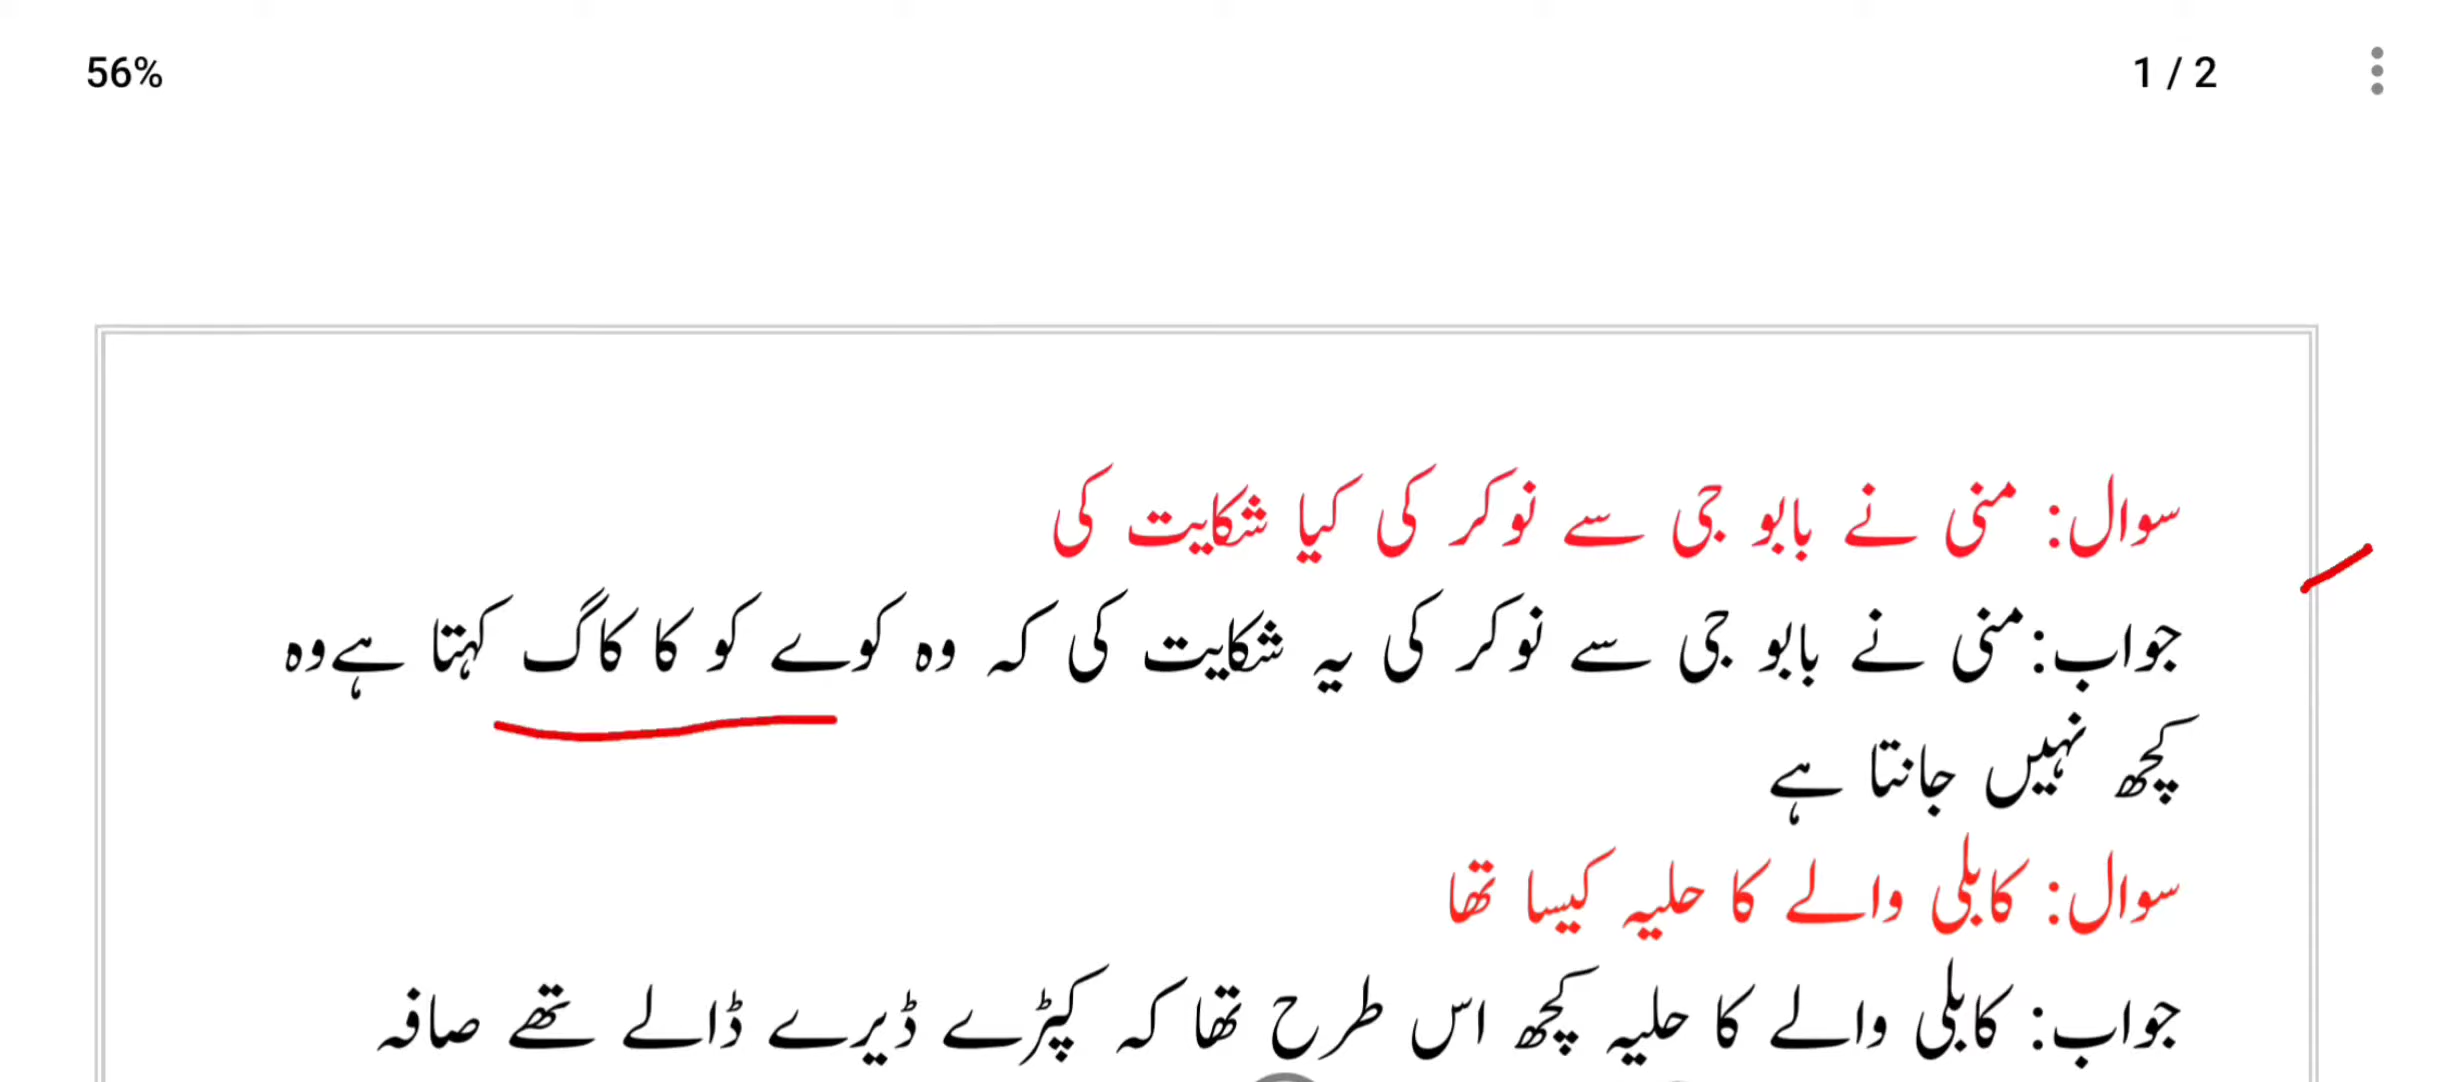 56%
1 / 2
سوال: منی نے بابو جی سے نوکر کی کیا شکایت کی
جواب:منی نے بابو جی سے نوکر کی یہ شکایت کی کہ وہ کوے کو کا کاگ کہتا ہےوہ
کچھ نہیں جانتا ہے
سوال: کابلی والے کا حلیہ کیسا تھا
جواب: کابلی والے کا حلیہ کچھ اس طرح تھا کہ کپڑے ڈیرے ڈالے تھے صافہ